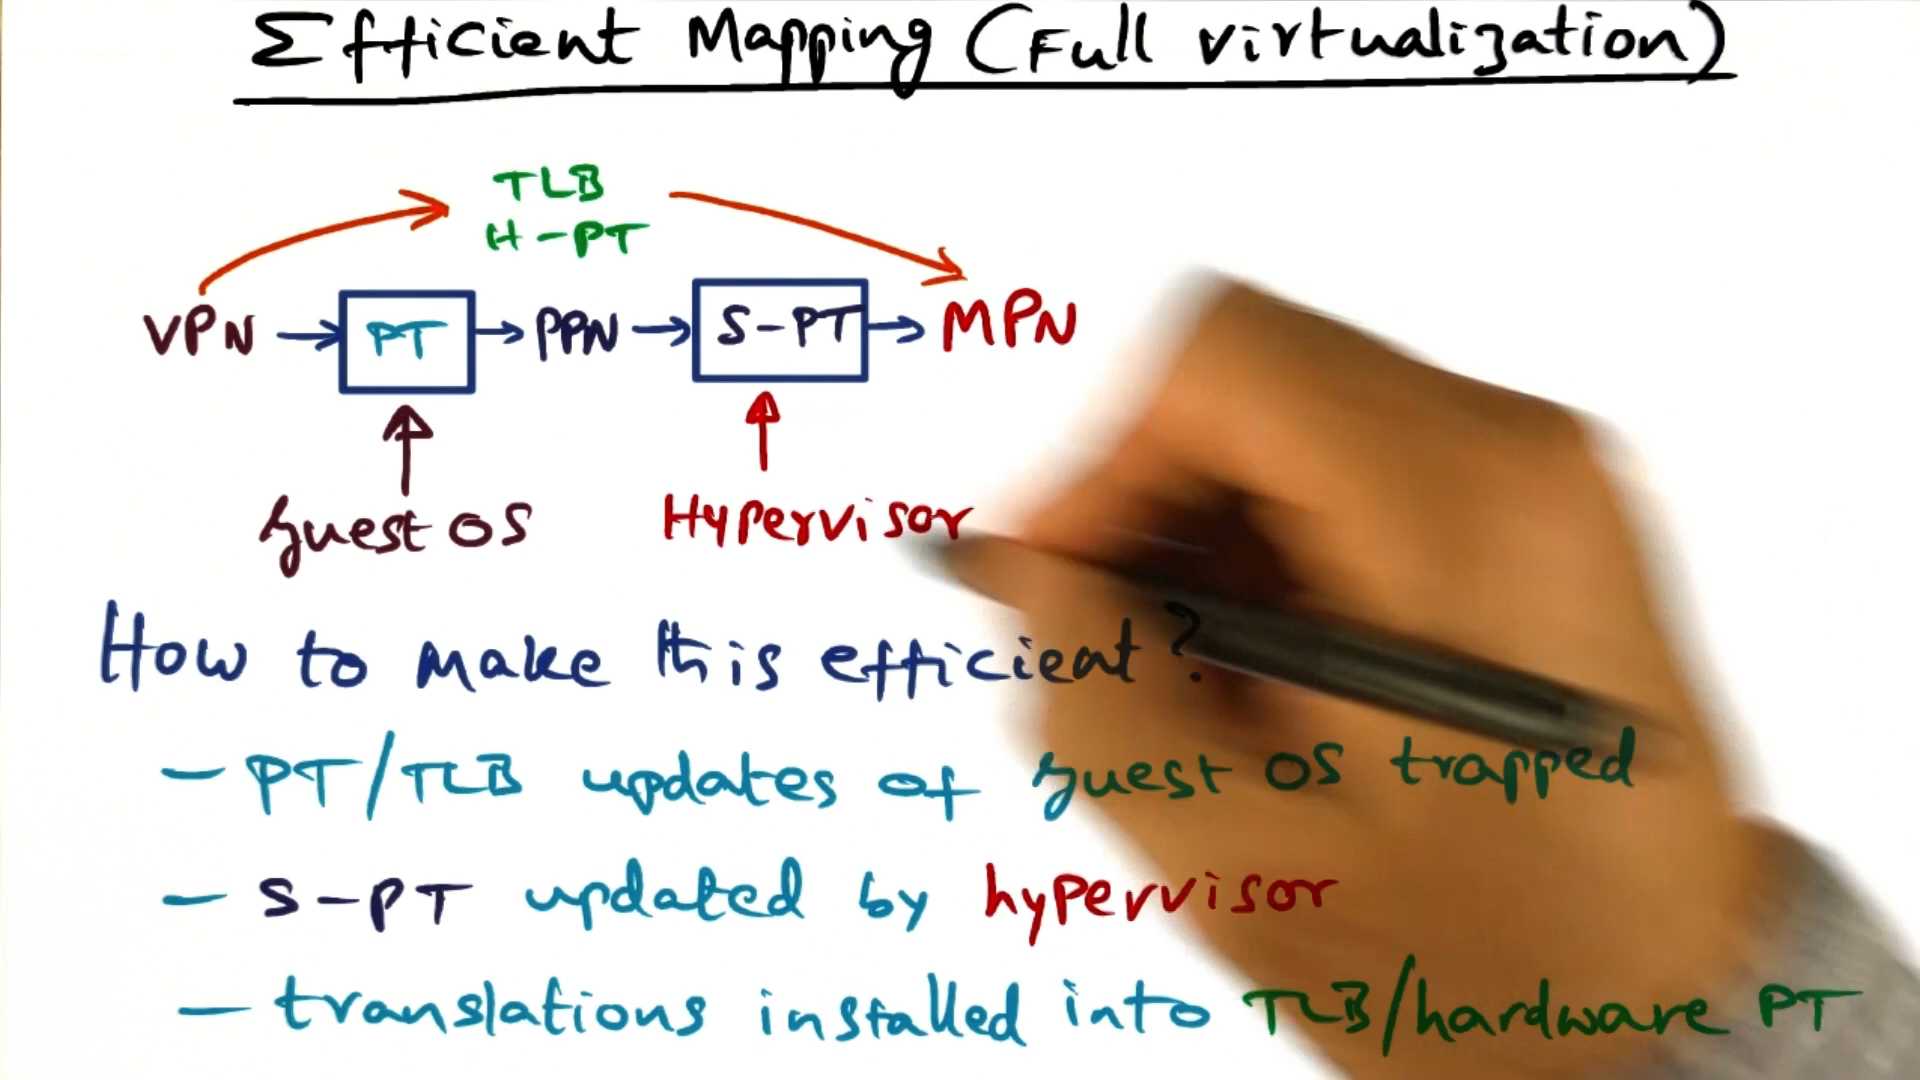 Efficient Mapping (Full virtualization)
TLB
H-PT
VPN → PT → PPN → S-PT → MPN
Guest OS Hypervisor
How to make this efficient?
- PT/TLB updates of guest OS trapped
- S-PT updated by hypervisor
- translations installed into TLB/hardware PT